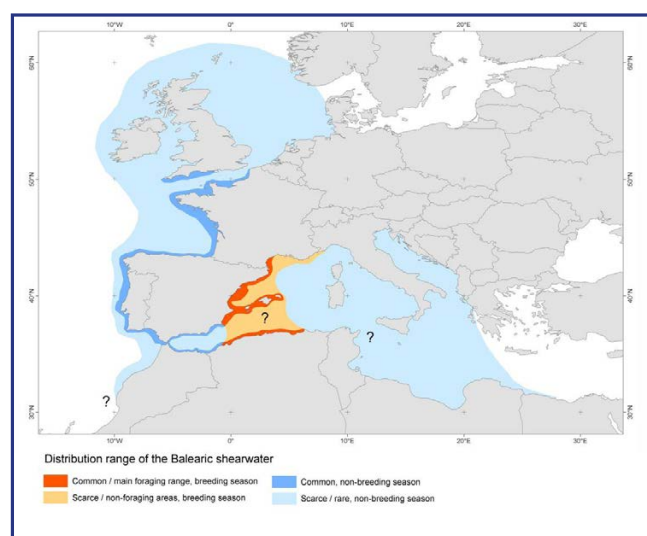 10°W 0° 10°E 20°E 30°E
60°N 60°N
50°N 50°N
40°N 40°N
?
?
?
30°N 30°N
10°W 0° 10°E 20°E 30°E
Distribution range of the Balearic shearwater
Common / main foraging range, breeding season
Scarce / non-foraging areas, breeding season
Common, non-breeding season
Scarce / rare, non-breeding season